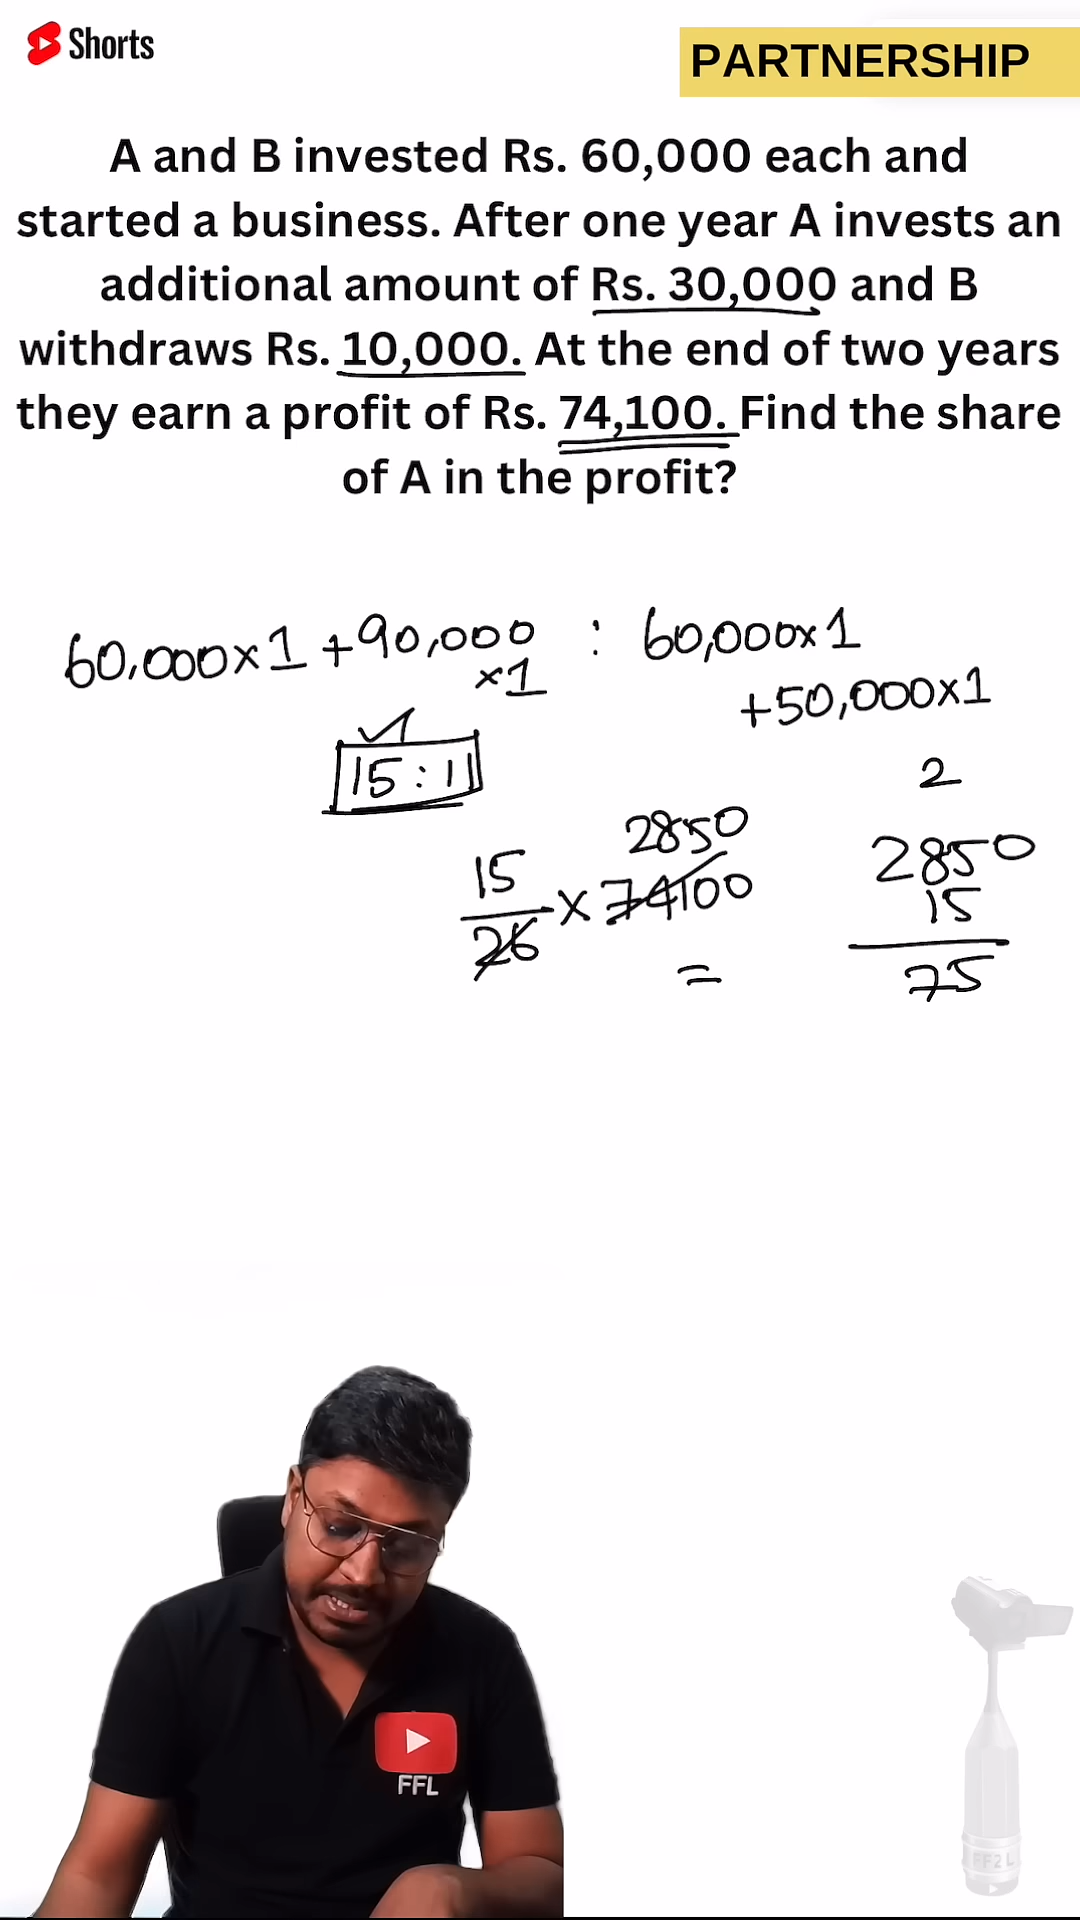 Shorts
PARTNERSHIP
A and B invested Rs. 60,000 each and
started a business. After one year A invests an
additional amount of Rs. 30,000 and B
withdraws Rs. 10,000. At the end of two years
they earn a profit of Rs. 74,100. Find the share
of A in the profit?
60,000×1+90,000 : 60,000×1
×1
+50,000×1
15:11
2
2850
2850
15
26
× 74100
15
=
75
FFL
FF2L